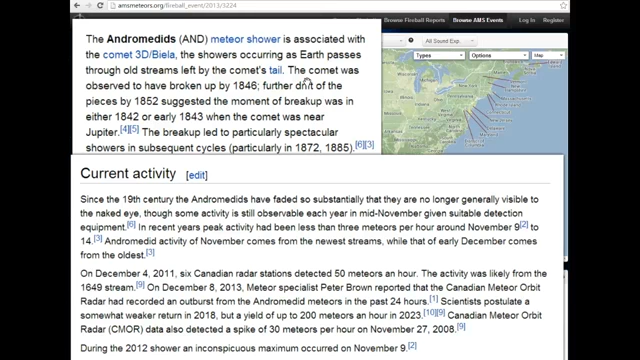 amsmeteors.org/fireball_event/2013/3224
Browse Fireball Reports
Browse AMS Events
All Sound Exp
Types
Options
Map
The Andromedids (AND) meteor shower is associated with
the comet 3D/Biela, the showers occurring as Earth passes
through old streams left by the comet's tail. The comet was
observed to have broken up by 1846; further drift of the
pieces by 1852 suggested the moment of breakup was in
either 1842 or early 1843 when the comet was near
Jupiter.[4][5] The breakup led to particularly spectacular
showers in subsequent cycles (particularly in 1872, 1885).[6][3]
Current activity [edit]
Since the 19th century the Andromedids have faded so substantially that they are no longer generally visible to
the naked eye, though some activity is still observable each year in mid-November given suitable detection
equipment.[6] In recent years peak activity had been less than three meteors per hour around November 9[2] to
14.[3] Andromedid activity of November comes from the newest streams, while that of early December comes
from the oldest.[3]
On December 4, 2011, six Canadian radar stations detected 50 meteors an hour. The activity was likely from the
1649 stream.[9] On December 8, 2013, Meteor specialist Peter Brown reported that the Canadian Meteor Orbit
Radar had recorded an outburst from the Andromedid meteors in the past 24 hours.[1] Scientists postulate a
somewhat weaker return in 2018, but a yield of up to 200 meteors an hour in 2023.[10][9] Canadian Meteor Orbit
Radar (CMOR) data also detected a spike of 30 meteors per hour on November 27, 2008.[9]
During the 2012 shower an inconspicuous maximum occurred on November 9.[2]